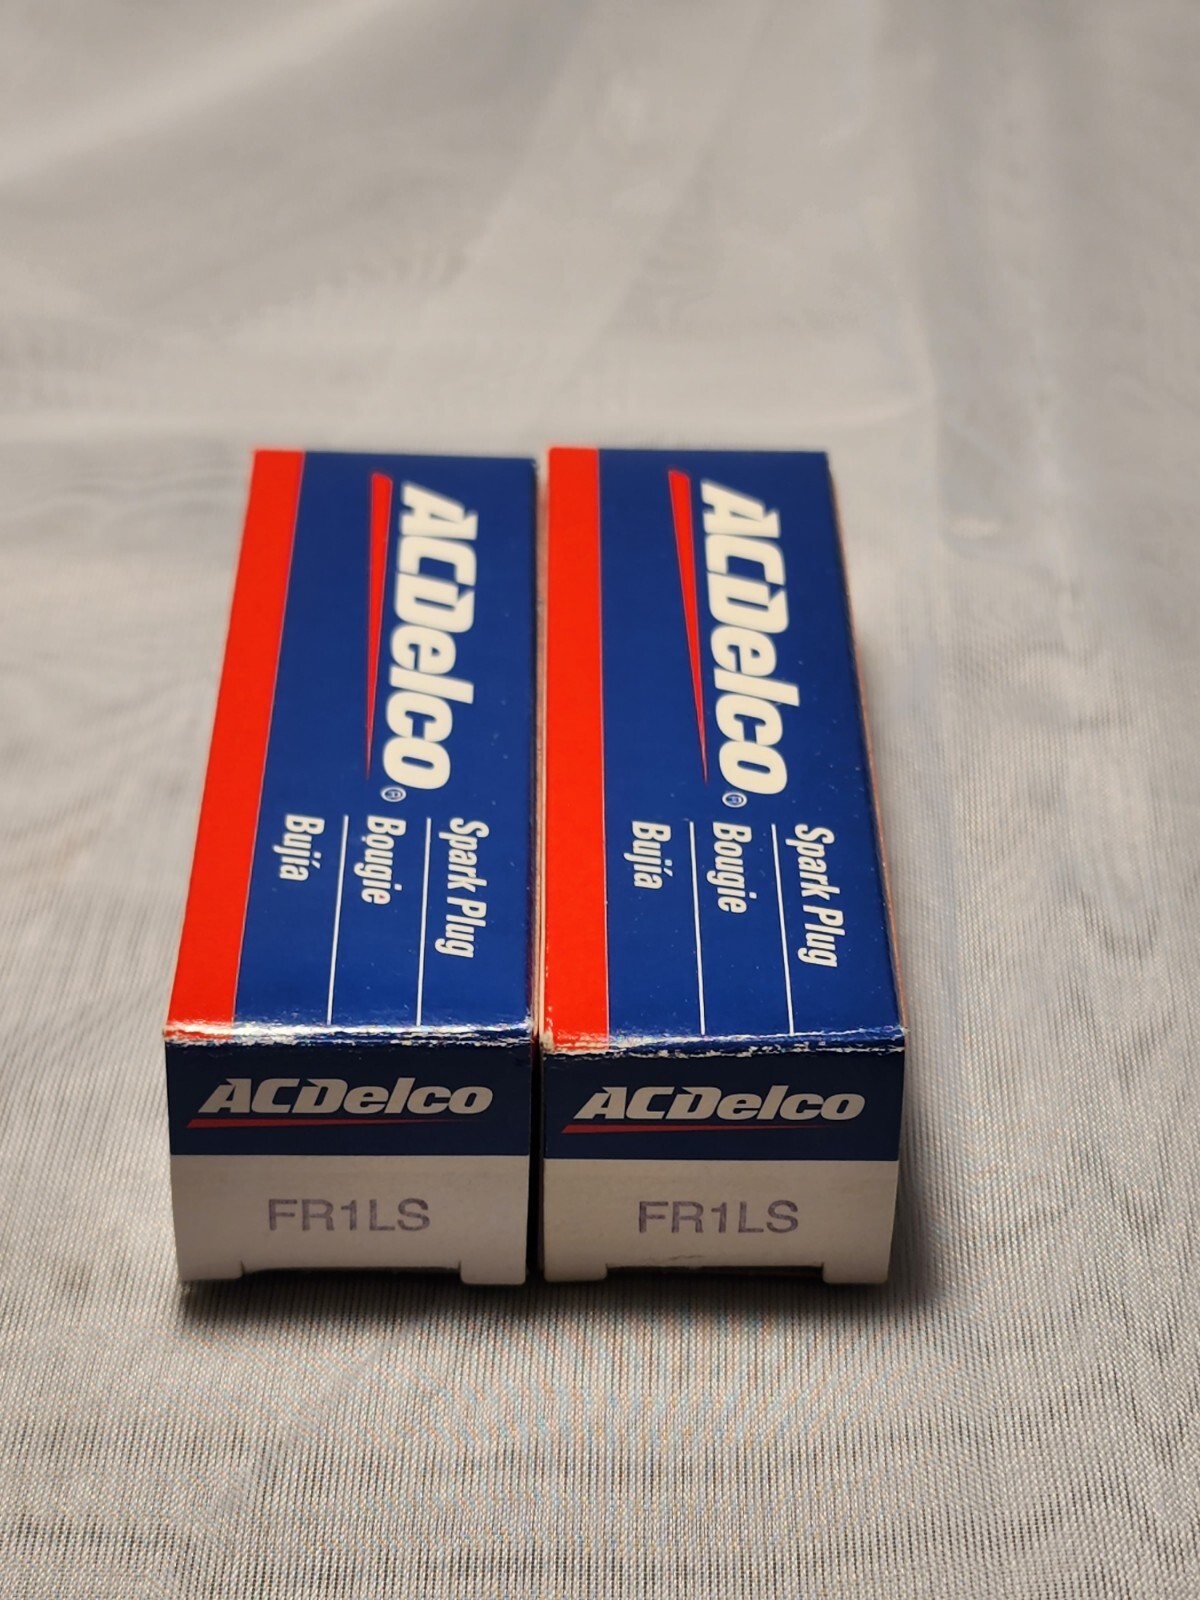 ACDelco®
Spark Plug
Bougie
Bujía
ACDelco
FR1LS
ACDelco®
Spark Plug
Bougie
Bujía
ACDelco
FR1LS